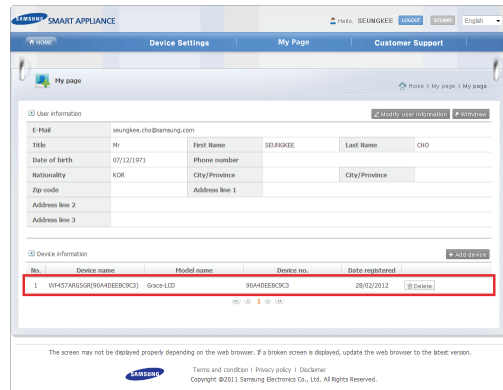 SAMSUNG SMART APPLIANCE Hello, SEUNGKEE LOGOUT SITEMAP English
HOME Device Settings My Page Customer Support
My page Home > My page > My page
User information Modify user information Withdraw
E-Mail seungkee.cho@samsung.com
Title Mr First Name SEUNGKEE Last Name CHO
Date of birth 07/12/1971 Phone number
Nationality KOR City/Province City/Province
Zip-code Address line 1
Address line 2
Address line 3
Device information + Add device
No. Device name Model name Device no. Date registered
1 WF457ARGSGR(90A4DEEBC9C3) Grace-LCD 90A4DEEBC9C3 28/02/2012 Delete
1
The screen may not be displayed properly depending on the web browser. If a broken screen is displayed, update the web browser to the latest version.
SAMSUNG Terms and condition | Privacy policy | Disclaimer
Copyright @2011 Samsung Electronics Co., Ltd. All Rights Reserved.